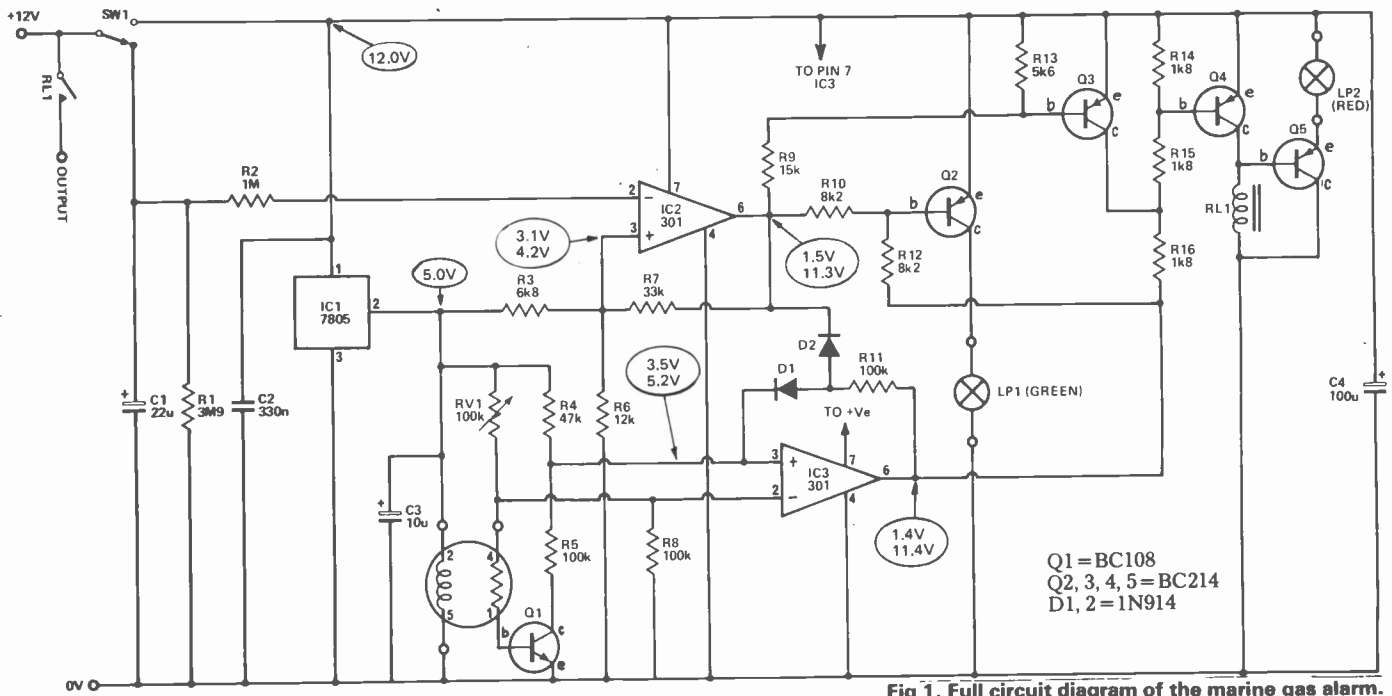 +12V
SW1
RL1
OUTPUT
12.0V
TO PIN 7
IC3
R13
5k6
Q3
b
e
c
R14
1k8
Q4
b
e
c
LP2
(RED)
R2
1M
2
−
7
IC2
301
6
3
+
4
R9
15k
R10
8k2
Q2
b
e
c
R15
1k8
Q5
b
e
c
RL1
3.1V
4.2V
1.5V
11.3V
R12
8k2
R16
1k8
5.0V
1
IC1
7805
2
3
R3
6k8
R7
33k
D2
D1
R11
100k
LP1 (GREEN)
3.5V
5.2V
+
C1
22u
R1
3M9
C2
330n
RV1
100k
R4
47k
R6
12k
TO +Ve
+
C4
100u
3
+
7
IC3
301
6
2
−
4
+
C3
10u
2
4
5
1
R5
100k
R8
100k
1.4V
11.4V
Q1
b
c
e
Q1=BC108
Q2, 3, 4, 5=BC214
D1, 2=1N914
0V
Fig 1. Full circuit diagram of the marine gas alarm.